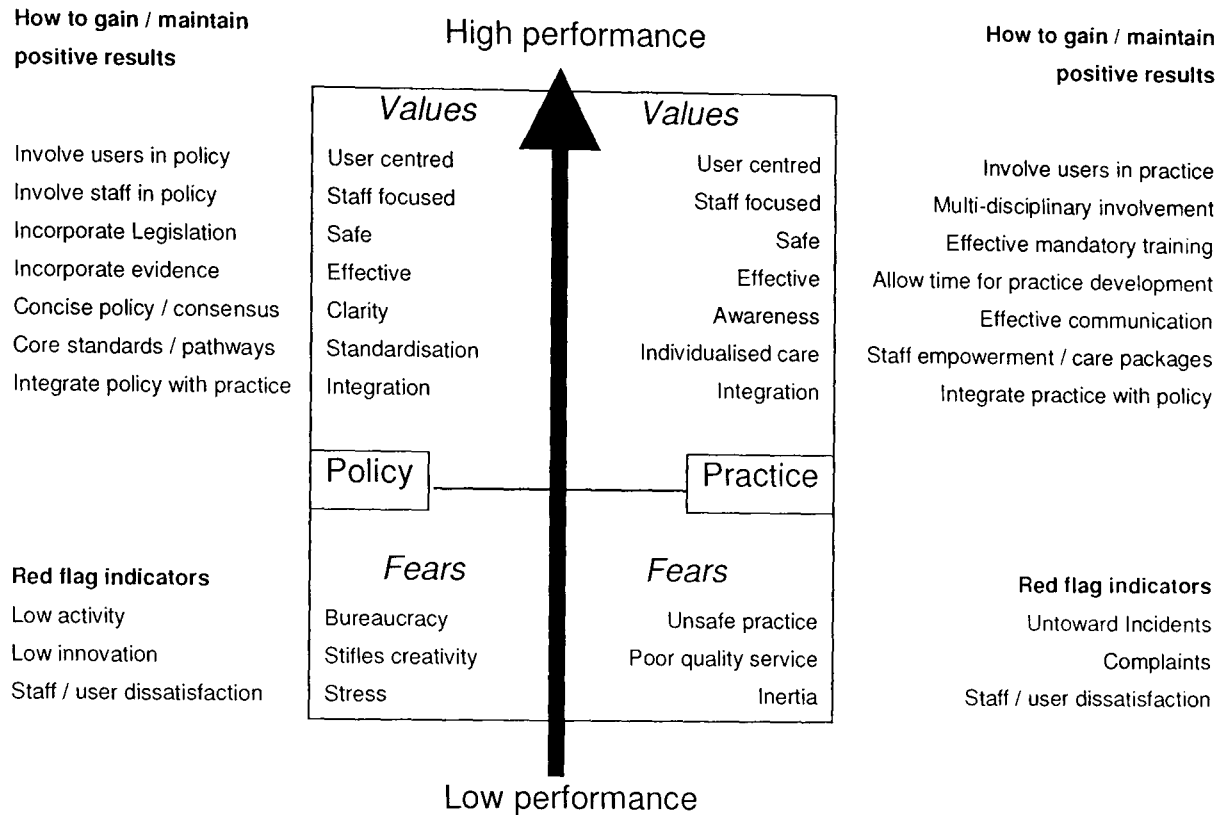 How to gain / maintain
positive results
High performance
How to gain / maintain
positive results
Values
Values
Involve users in policy
User centred
User centred
Involve users in practice
Involve staff in policy
Staff focused
Staff focused
Multi-disciplinary involvement
Incorporate Legislation
Safe
Safe
Effective mandatory training
Incorporate evidence
Effective
Effective
Allow time for practice development
Concise policy / consensus
Clarity
Awareness
Effective communication
Core standards / pathways
Standardisation
Individualised care
Staff empowerment / care packages
Integrate policy with practice
Integration
Integration
Integrate practice with policy
Policy
Practice
Red flag indicators
Fears
Fears
Red flag indicators
Low activity
Bureaucracy
Unsafe practice
Untoward Incidents
Low innovation
Stifles creativity
Poor quality service
Complaints
Staff / user dissatisfaction
Stress
Inertia
Staff / user dissatisfaction
Low performance